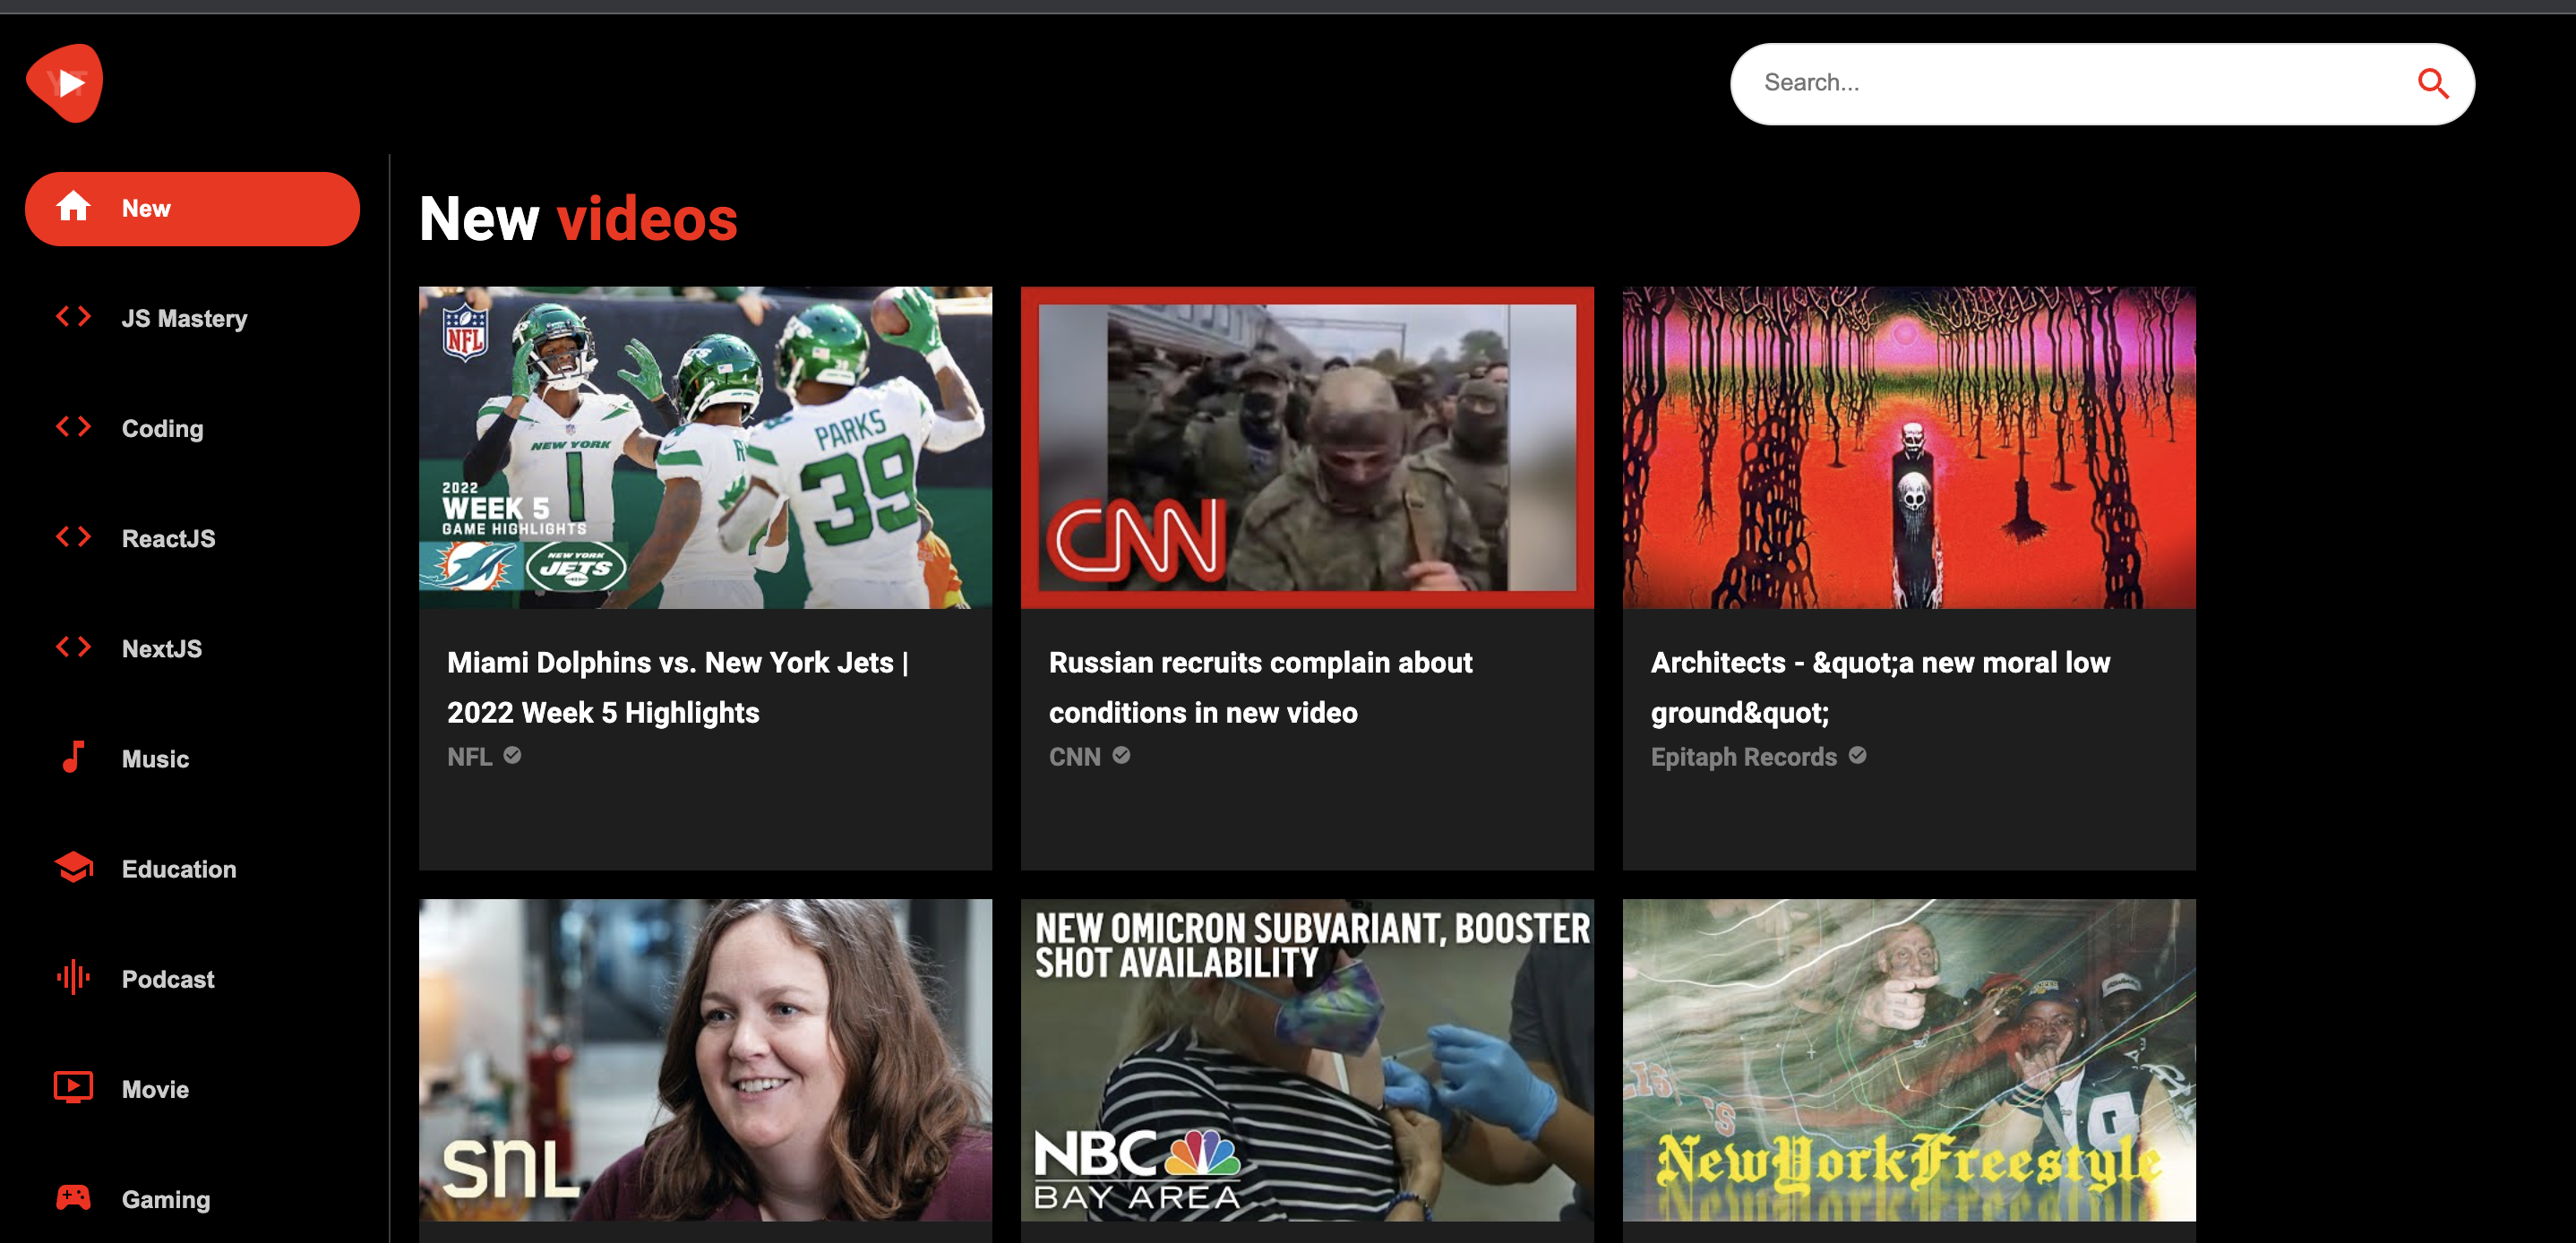 YT
Search...
New
JS Mastery
Coding
ReactJS
NextJS
Music
Education
Podcast
Movie
Gaming
New videos
NFL
NEW YORK
1
PARKS
39
2022
WEEK 5
GAME HIGHLIGHTS
NEW YORK
JETS
Miami Dolphins vs. New York Jets |
2022 Week 5 Highlights
NFL
CNN
Russian recruits complain about
conditions in new video
CNN
Architects - &quot;a new moral low
ground&quot;
Epitaph Records
SNL
NEW OMICRON SUBVARIANT, BOOSTER
SHOT AVAILABILITY
NBC
BAY AREA
NewYorkFreestyle